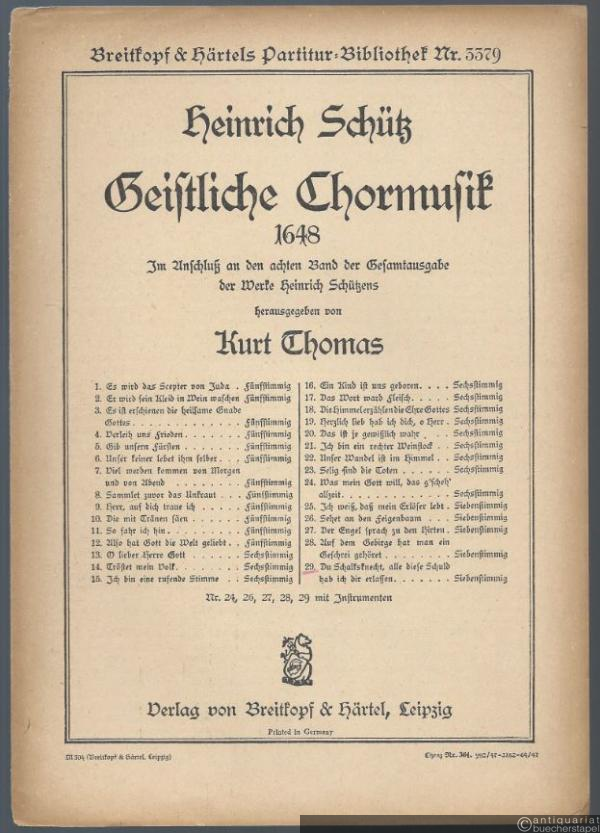 Breitkopf & Härtels Partitur-Bibliothek Nr. 3379
Heinrich Schütz
Geistliche Chormusik
1648
Im Anschluß an den achten Band der Gesamtausgabe
der Werke Heinrich Schützens
herausgegeben von
Kurt Thomas
1. Es wird das Scepter von Juda . Fünfstimmig
2. Er wird sein Kleid in Wein waschen Fünfstimmig
3. Es ist erschienen die heilsame Gnade
Gottes . . . . . . . . . . . . Fünfstimmig
4. Verleih uns Frieden . . . . . . Fünfstimmig
5. Gib unsern Fürsten . . . . . . Fünfstimmig
6. Unser keiner lebet ihm selber . . Fünfstimmig
7. Viel werden kommen von Morgen
und von Abend . . . . . . . Fünfstimmig
8. Sammlet zuvor das Unkraut . . . Fünfstimmig
9. Herr, auf dich traue ich . . . . Fünfstimmig
10. Die mit Tränen säen . . . . . Fünfstimmig
11. So fahr ich hin . . . . . . . . Fünfstimmig
12. Also hat Gott die Welt geliebt . . Fünfstimmig
13. O lieber Herre Gott . . . . . Sechsstimmig
14. Tröstet mein Volk . . . . . . Sechsstimmig
15. Ich bin eine rufende Stimme . . Sechsstimmig
16. Ein Kind ist uns geboren . . . . Sechsstimmig
17. Das Wort ward Fleisch . . . . . Sechsstimmig
18. Die Himmel erzählen die Ehre Gottes Sechsstimmig
19. Herzlich lieb hab ich dich, o Herr . Sechsstimmig
20. Das ist je gewißlich wahr . . . Sechsstimmig
21. Ich bin ein rechter Weinstock . . Sechsstimmig
22. Unser Wandel ist im Himmel . . Sechsstimmig
23. Selig sind die Toten . . . . . Sechsstimmig
24. Was mein Gott will, das g'scheh'
allzeit . . . . . . . . . . . Sechsstimmig
25. Ich weiß, daß mein Erlöser lebt . Siebenstimmig
26. Sehet an den Feigenbaum . . . Siebenstimmig
27. Der Engel sprach zu den Hirten . Siebenstimmig
28. Auf dem Gebirge hat man ein
Geschrei gehöret . . . . . . . Siebenstimmig
29. Du Schalksknecht, alle diese Schuld
hab ich dir erlassen . . . . . . Siebenstimmig
Nr. 24, 26, 27, 28, 29 mit Instrumenten
Verlag von Breitkopf & Härtel, Leipzig
Printed in Germany
M 304 (Breitkopf & Härtel, Leipzig)
antiquariat
buecherstapel.de